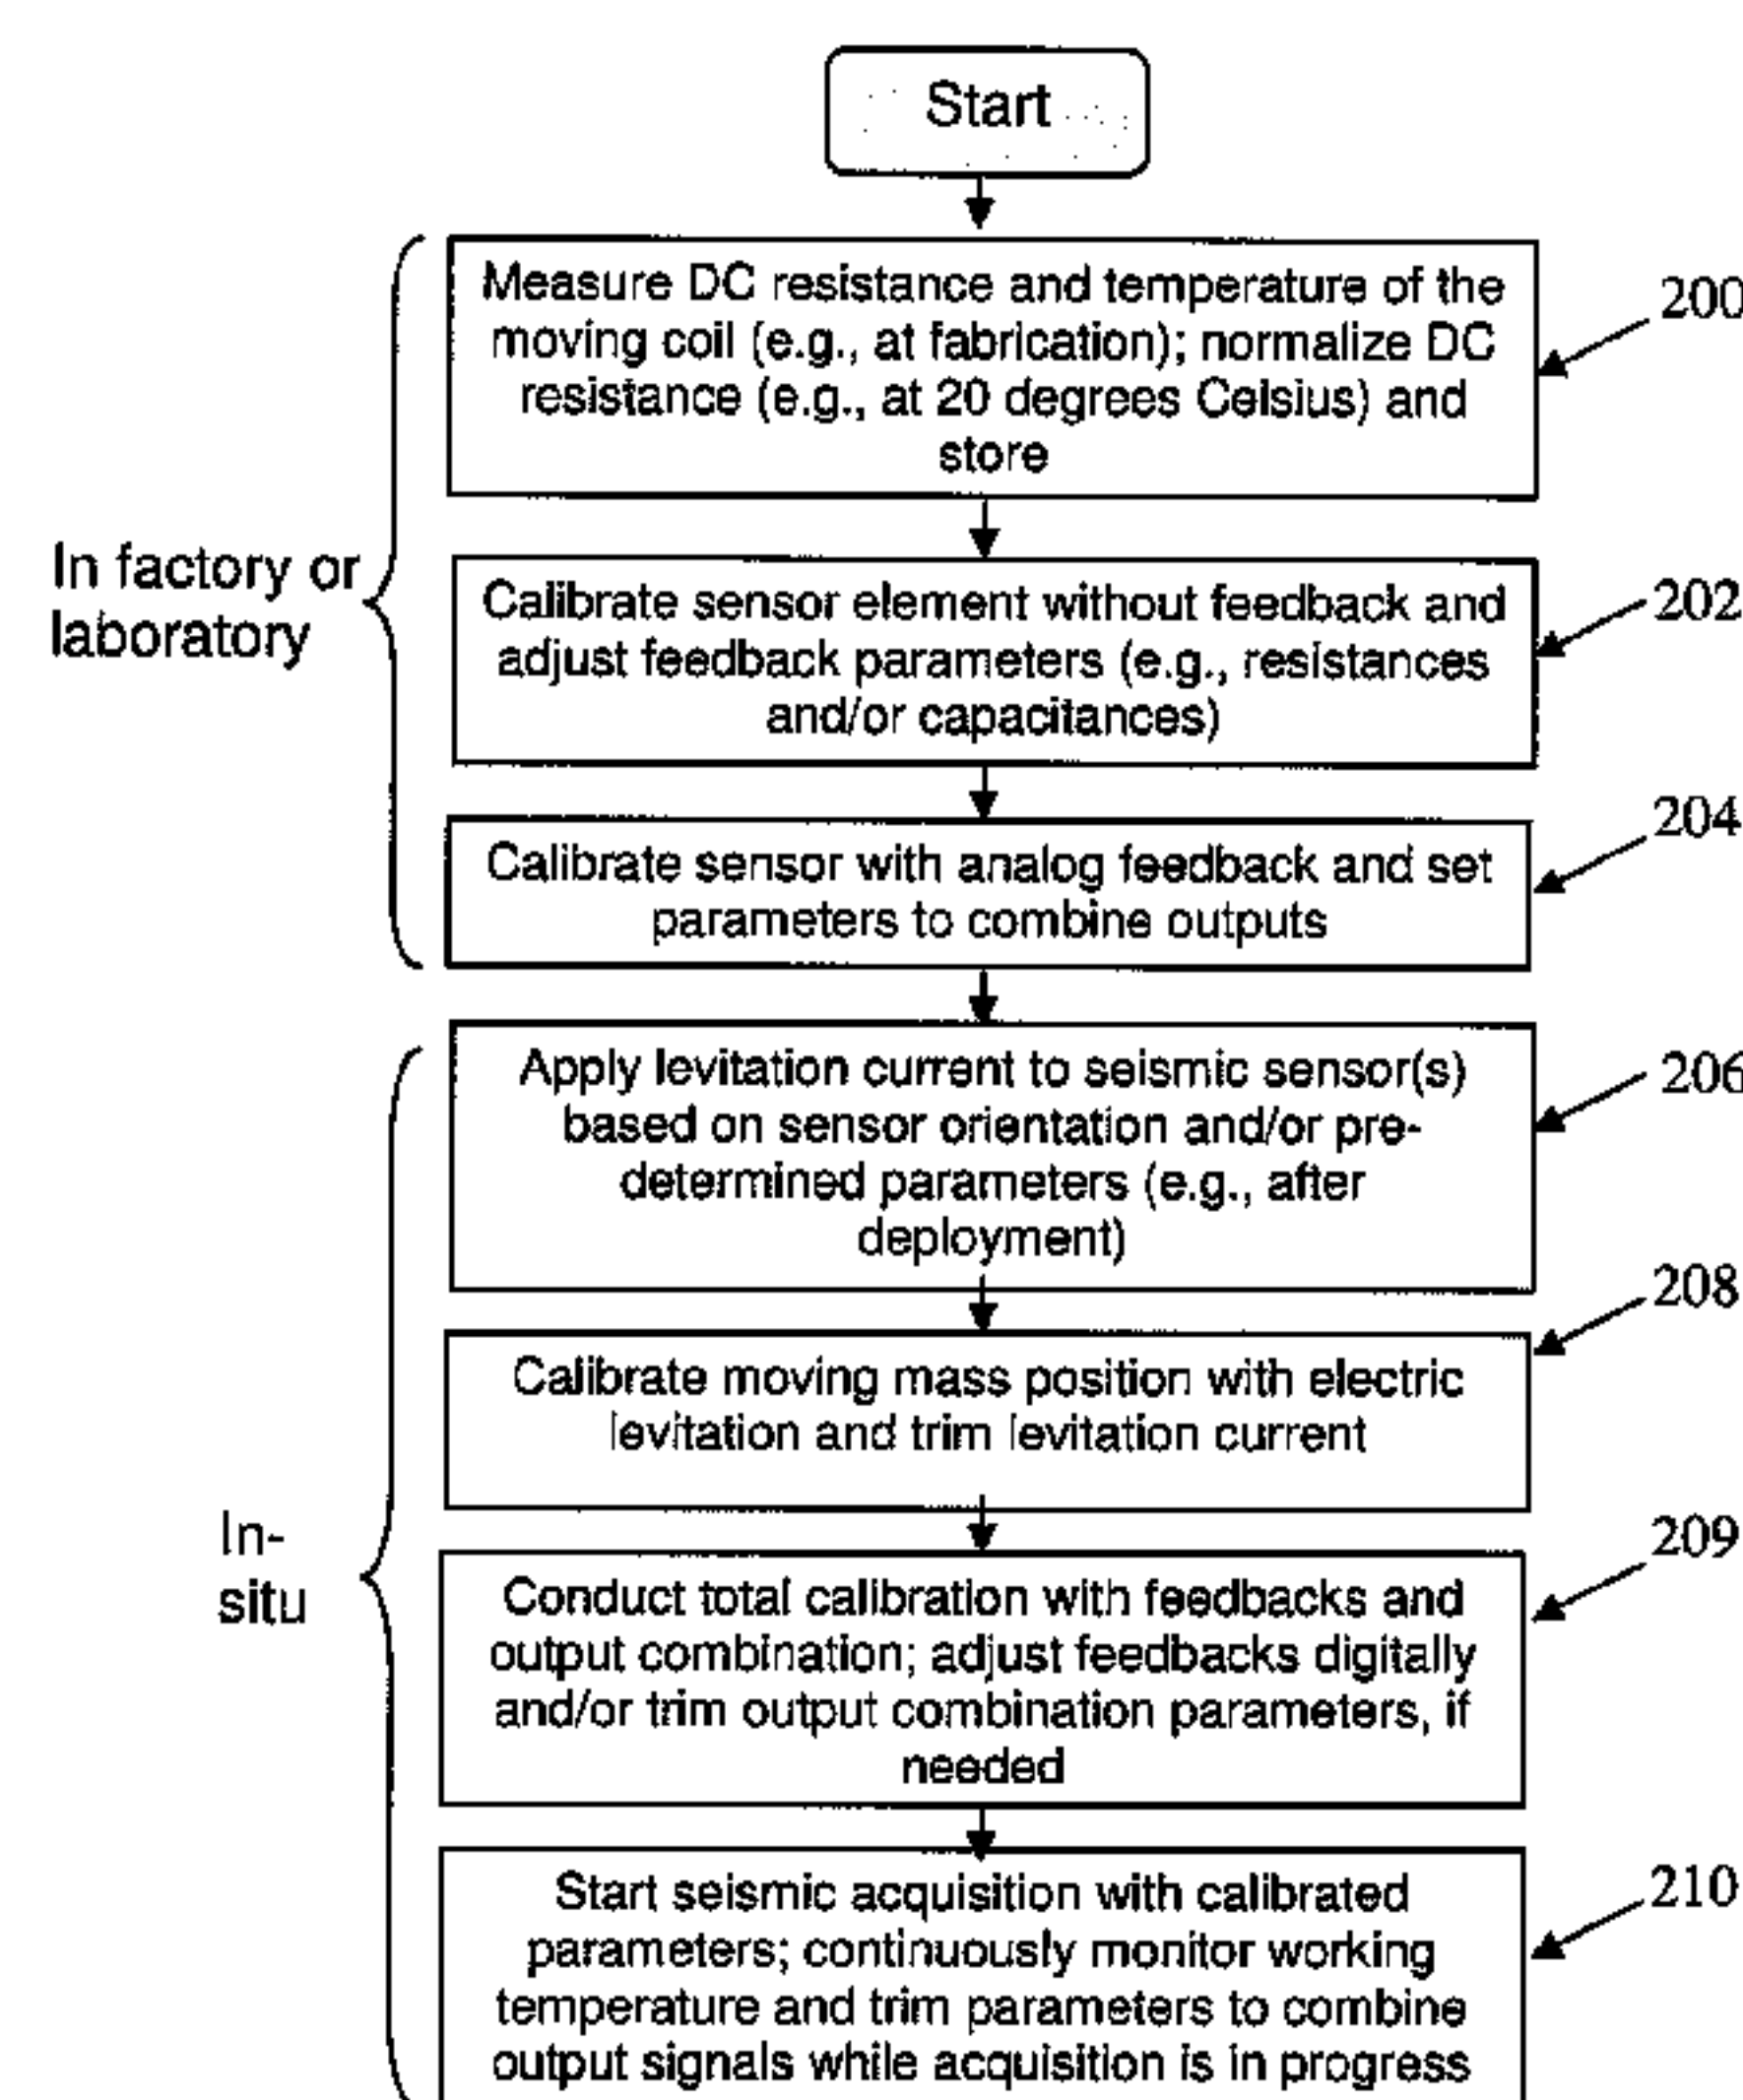 Start
Measure DC resistance and temperature of the
moving coil (e.g., at fabrication); normalize DC
resistance (e.g., at 20 degrees Celsius) and
store
200
In factory or
laboratory
Calibrate sensor element without feedback and
adjust feedback parameters (e.g., resistances
and/or capacitances)
202
Calibrate sensor with analog feedback and set
parameters to combine outputs
204
Apply levitation current to seismic sensor(s)
based on sensor orientation and/or pre-
determined parameters (e.g., after
deployment)
206
Calibrate moving mass position with electric
levitation and trim levitation current
208
In-
situ
Conduct total calibration with feedbacks and
output combination; adjust feedbacks digitally
and/or trim output combination parameters, if
needed
209
Start seismic acquisition with calibrated
parameters; continuously monitor working
temperature and trim parameters to combine
output signals while acquisition is in progress
210